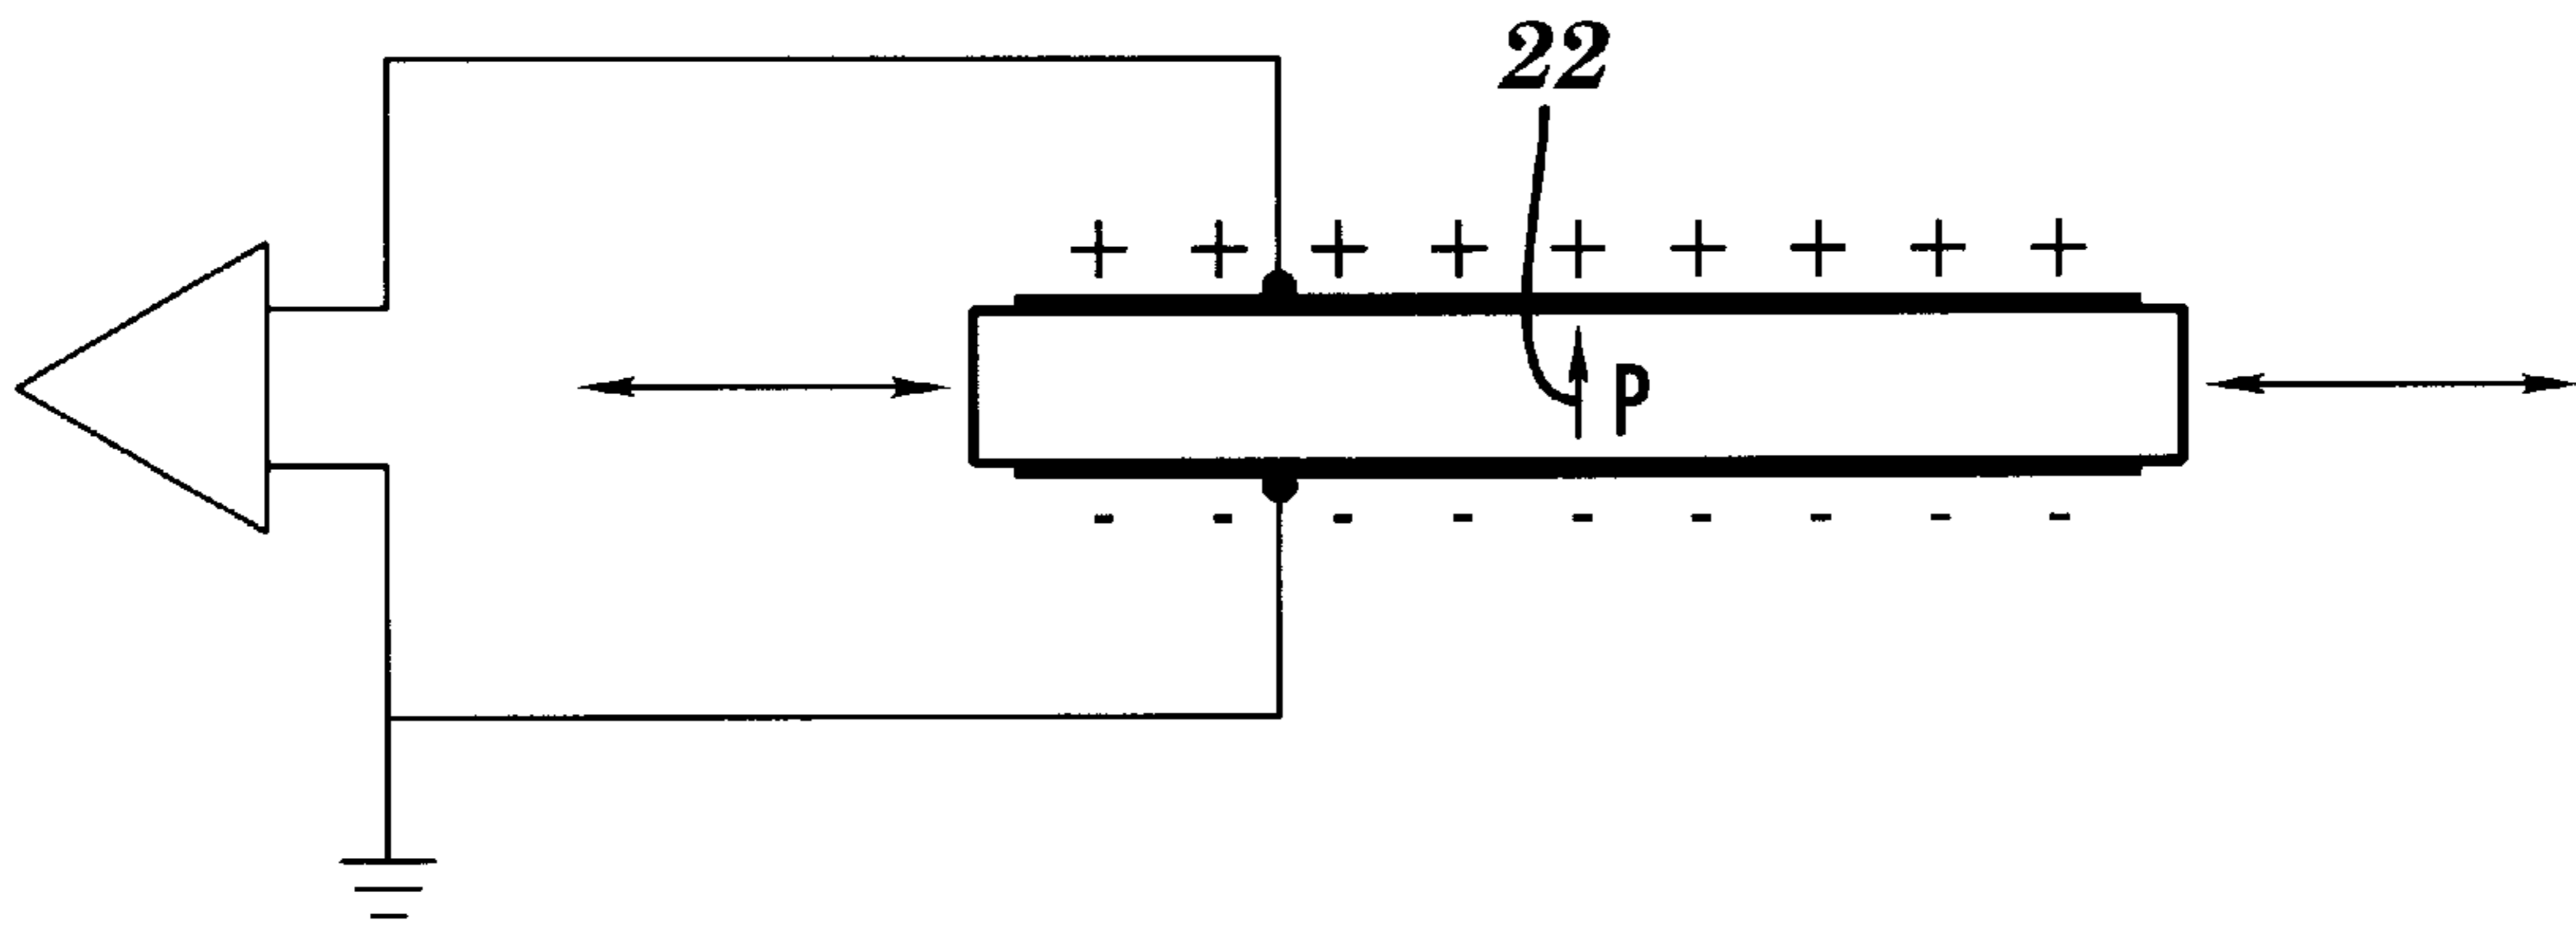 22
+ + + + + + + + +
P
- - - - - - - - -